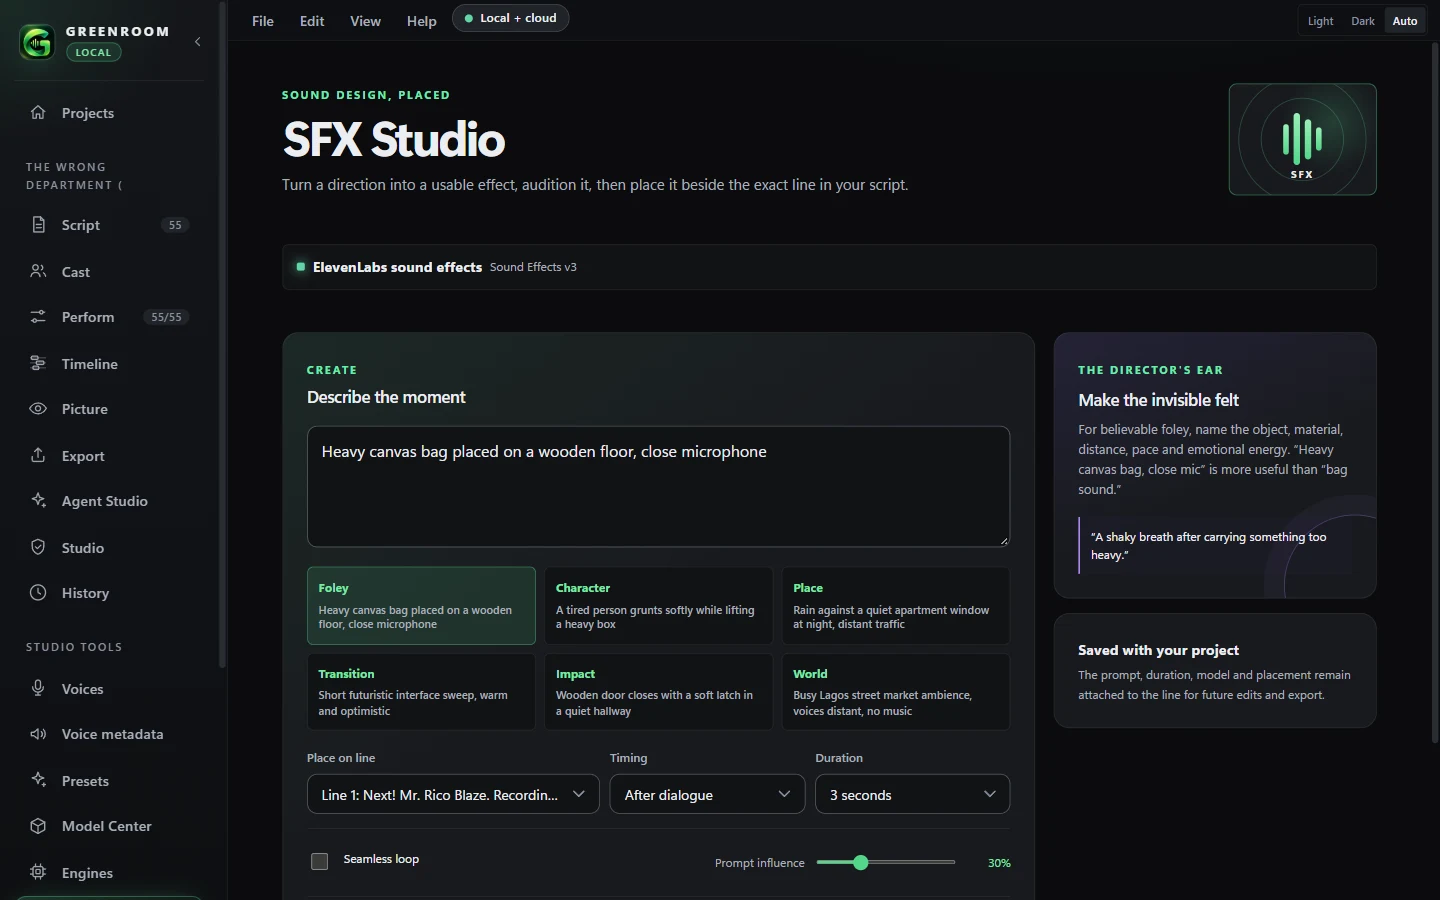 GREENROOM
LOCAL
Projects
THE WRONG
DEPARTMENT (
Script 55
Cast
Perform 55/55
Timeline
Picture
Export
Agent Studio
Studio
History
STUDIO TOOLS
Voices
Voice metadata
Presets
Model Center
Engines
File Edit View Help Local + cloud
Light Dark Auto
SOUND DESIGN, PLACED
SFX Studio
Turn a direction into a usable effect, audition it, then place it beside the exact line in your script.
SFX
ElevenLabs sound effects Sound Effects v3
CREATE
Describe the moment
Heavy canvas bag placed on a wooden floor, close microphone
Foley
Heavy canvas bag placed on a wooden
floor, close microphone
Character
A tired person grunts softly while lifting
a heavy box
Place
Rain against a quiet apartment window
at night, distant traffic
Transition
Short futuristic interface sweep, warm
and optimistic
Impact
Wooden door closes with a soft latch in
a quiet hallway
World
Busy Lagos street market ambience,
voices distant, no music
Place on line
Line 1: Next! Mr. Rico Blaze. Recordin...
Timing
After dialogue
Duration
3 seconds
Seamless loop
Prompt influence 30%
THE DIRECTOR'S EAR
Make the invisible felt
For believable foley, name the object, material,
distance, pace and emotional energy. “Heavy
canvas bag, close mic” is more useful than “bag
sound.”
“A shaky breath after carrying something too
heavy.”
Saved with your project
The prompt, duration, model and placement remain
attached to the line for future edits and export.